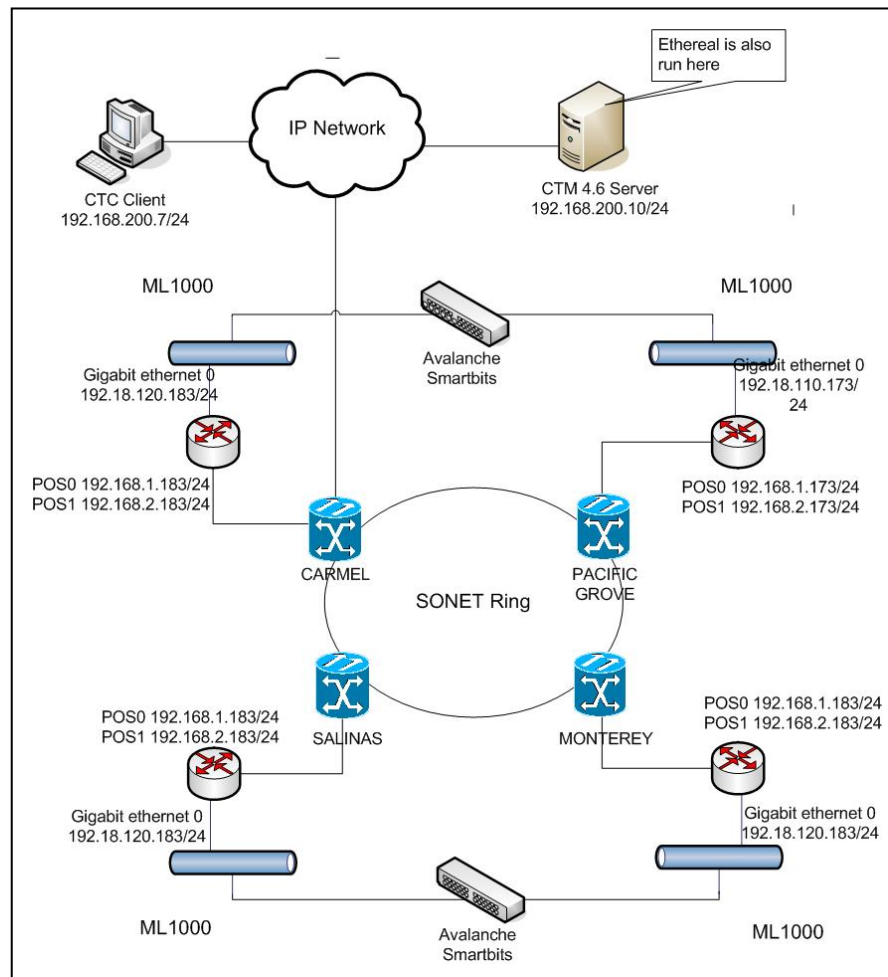 Ethereal is also
run here
IP Network
CTC Client
192.168.200.7/24
CTM 4.6 Server
192.168.200.10/24
ML1000
ML1000
Avalanche
Smartbits
Gigabit ethernet 0
192.18.120.183/24
Gigabit ethernet 0
192.18.110.173/
24
POS0 192.168.1.183/24
POS1 192.168.2.183/24
POS0 192.168.1.173/24
POS1 192.168.2.173/24
CARMEL
PACIFIC
GROVE
SONET Ring
SALINAS
MONTEREY
POS0 192.168.1.183/24
POS1 192.168.2.183/24
POS0 192.168.1.183/24
POS1 192.168.2.183/24
Gigabit ethernet 0
192.18.120.183/24
Gigabit ethernet 0
192.18.120.183/24
ML1000
Avalanche
Smartbits
ML1000